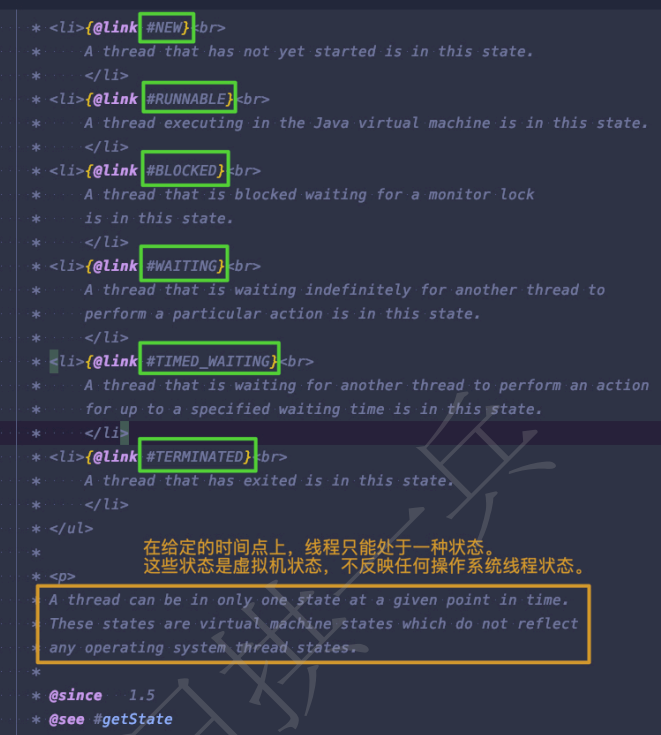 * <li>{@link #NEW}<br>
* A thread that has not yet started is in this state.
* </li>
* <li>{@link #RUNNABLE}<br>
* A thread executing in the Java virtual machine is in this state.
* </li>
* <li>{@link #BLOCKED}<br>
* A thread that is blocked waiting for a monitor lock
* is in this state.
* </li>
* <li>{@link #WAITING}<br>
* A thread that is waiting indefinitely for another thread to
* perform a particular action is in this state.
* </li>
* <li>{@link #TIMED_WAITING}<br>
* A thread that is waiting for another thread to perform an action
* for up to a specified waiting time is in this state.
* </li>
* <li>{@link #TERMINATED}<br>
* A thread that has exited is in this state.
* </li>
* </ul>
*
在给定的时间点上，线程只能处于一种状态。
这些状态是虚拟机状态，不反映任何操作系统线程状态。
* <p>
* A thread can be in only one state at a given point in time.
* These states are virtual machine states which do not reflect
* any operating system thread states.
*
* @since 1.5
* @see #getState